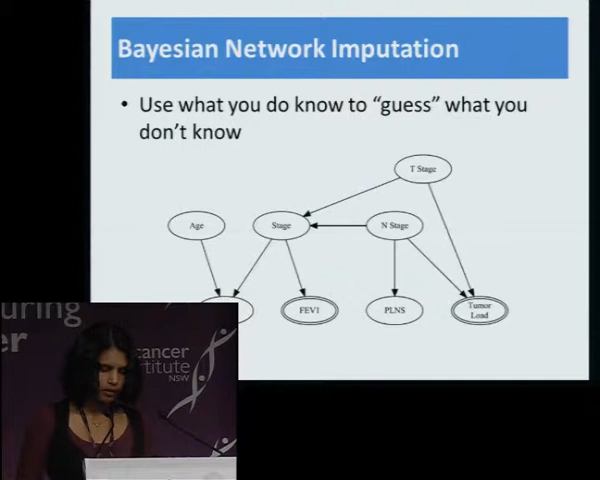 Bayesian Network Imputation
• Use what you do know to “guess” what you
don’t know
T Stage
Age
Stage
N Stage
FEV1
PLNS
Tumor
Load
uring
er
cancer
titute
NSW